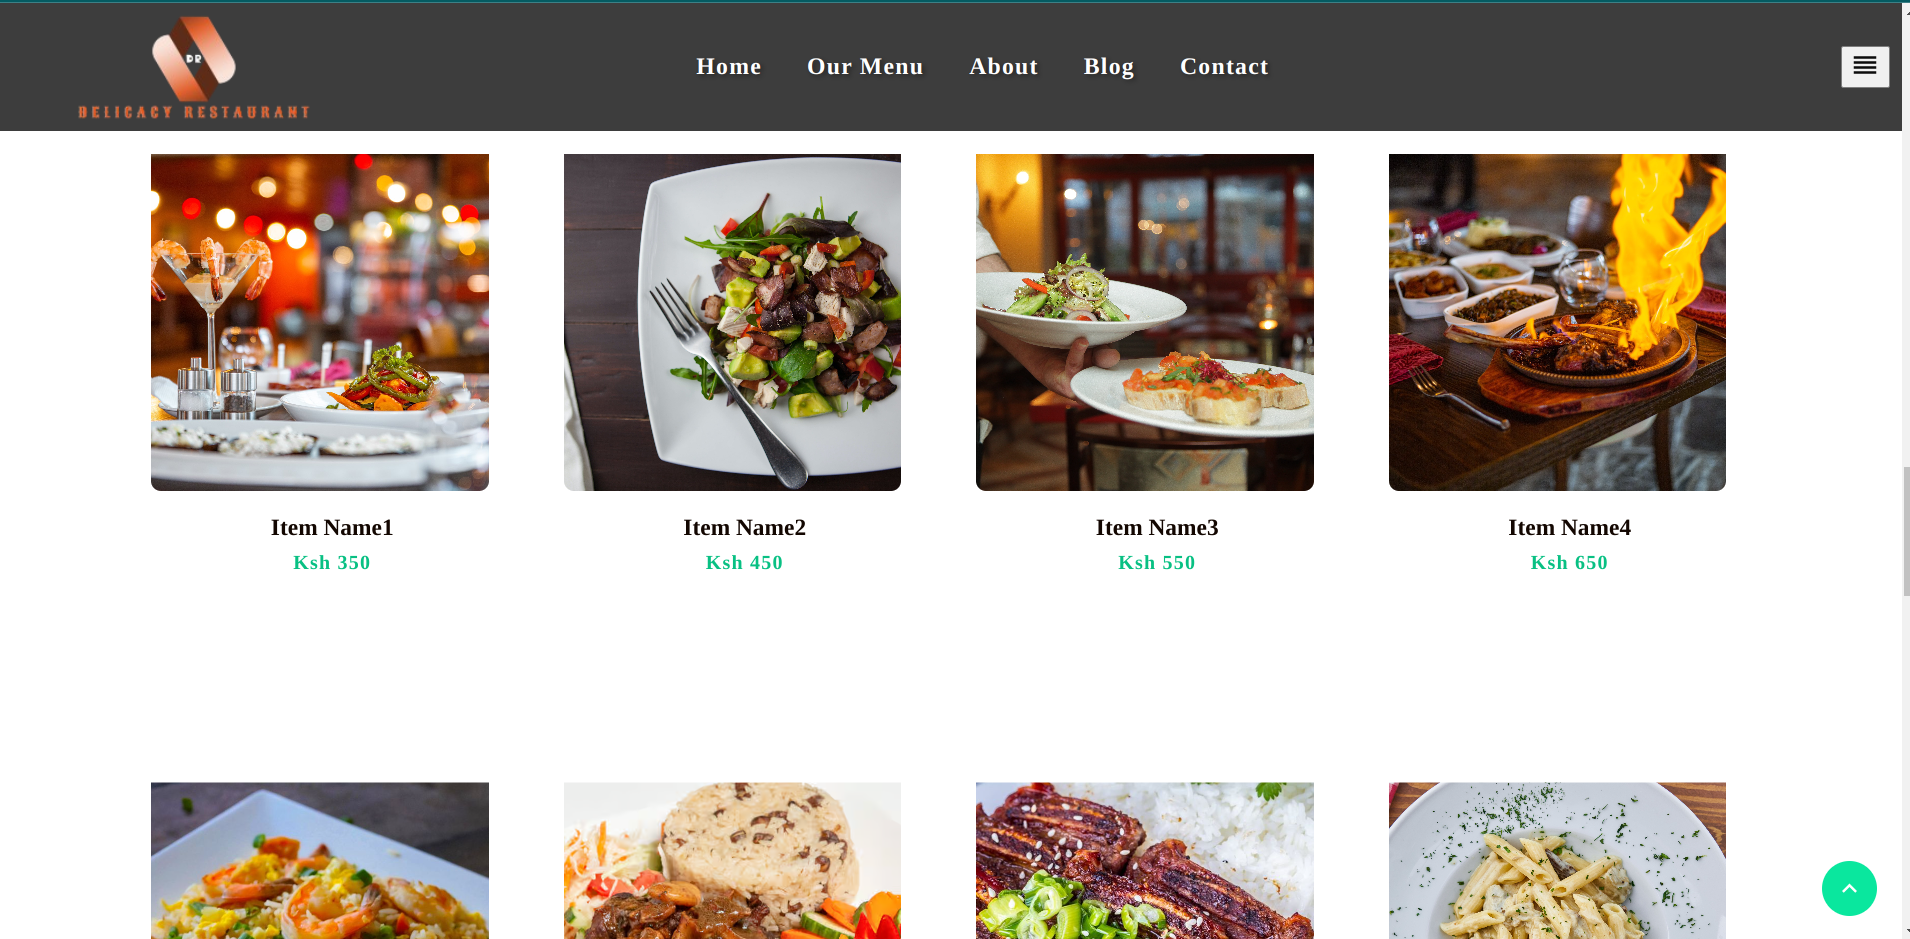 DR
DELICACY RESTAURANT
Home Our Menu About Blog Contact
Item Name1 Item Name2 Item Name3 Item Name4
Ksh 350 Ksh 450 Ksh 550 Ksh 650